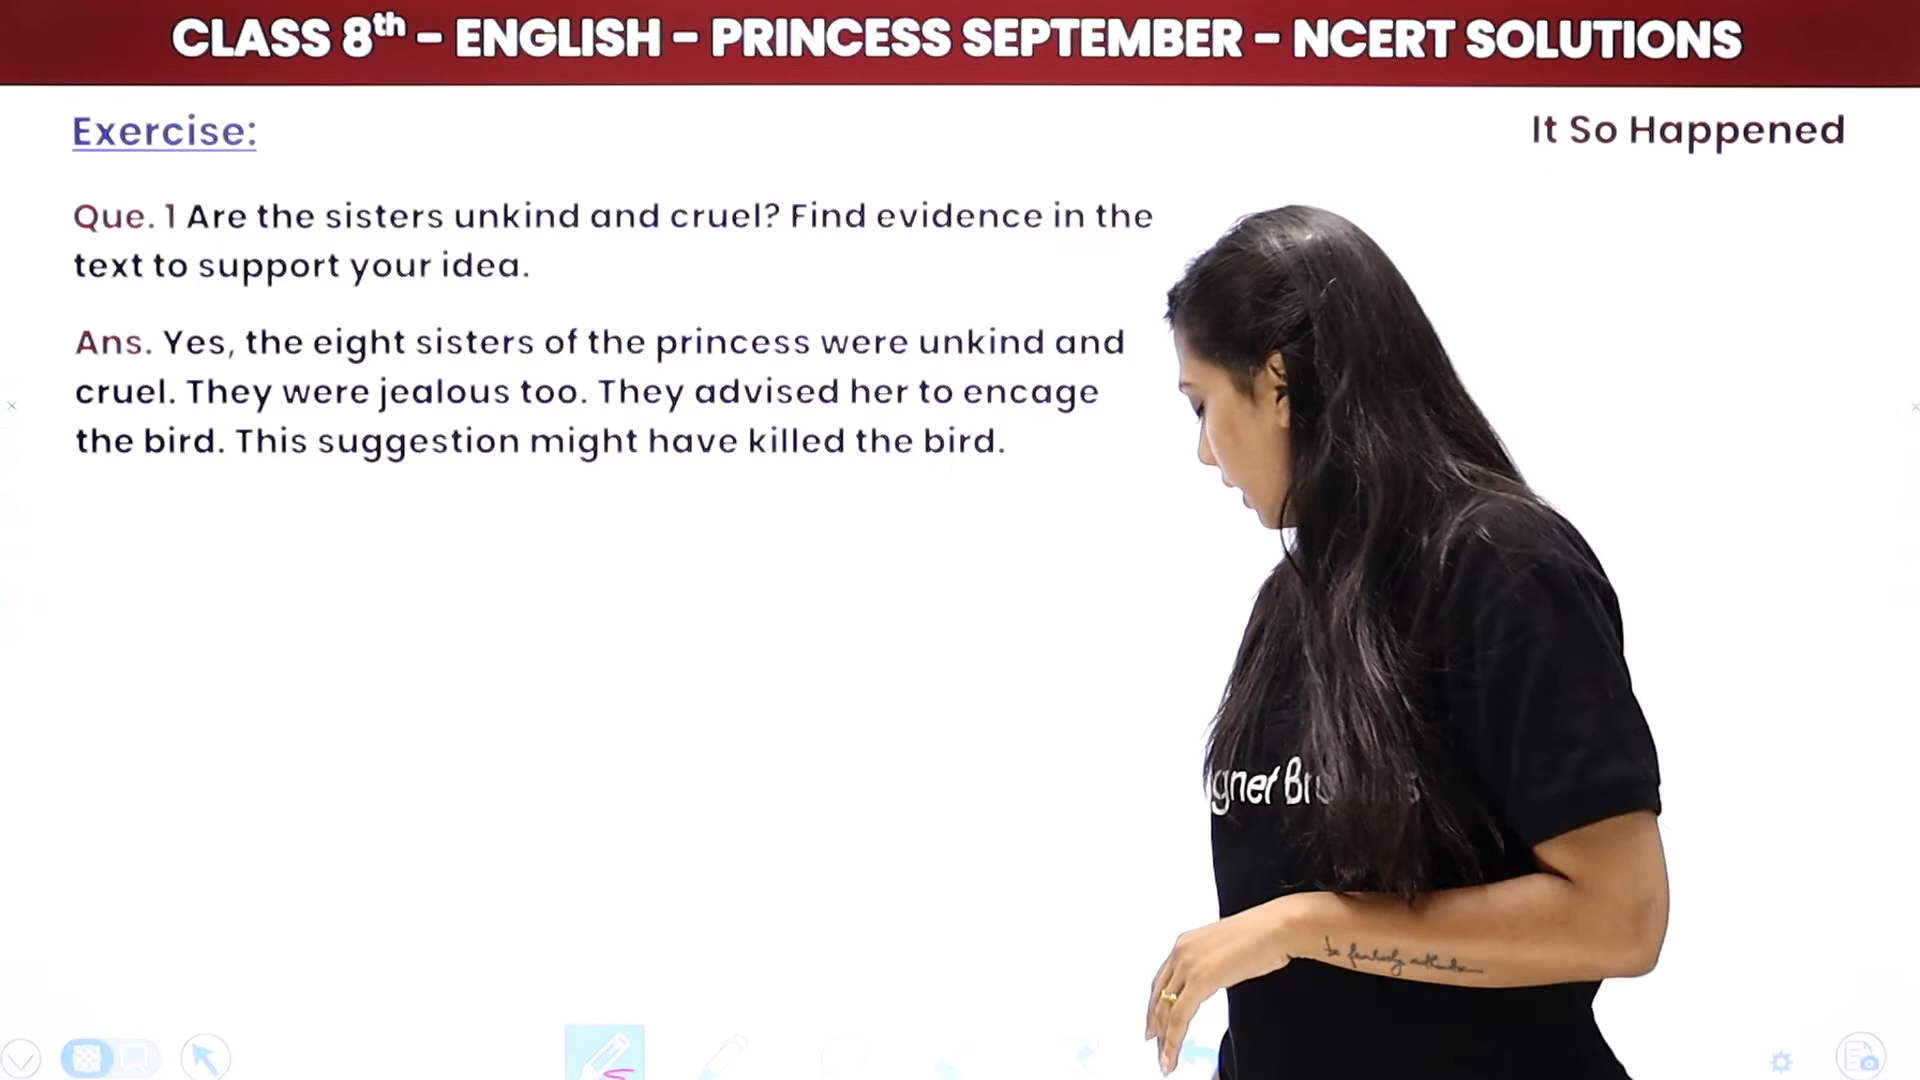 CLASS 8th – ENGLISH – PRINCESS SEPTEMBER – NCERT SOLUTIONS
Exercise:
It So Happened
Que. 1 Are the sisters unkind and cruel? Find evidence in the
text to support your idea.
Ans. Yes, the eight sisters of the princess were unkind and
cruel. They were jealous too. They advised her to encage
the bird. This suggestion might have killed the bird.
be fearlessly authentic